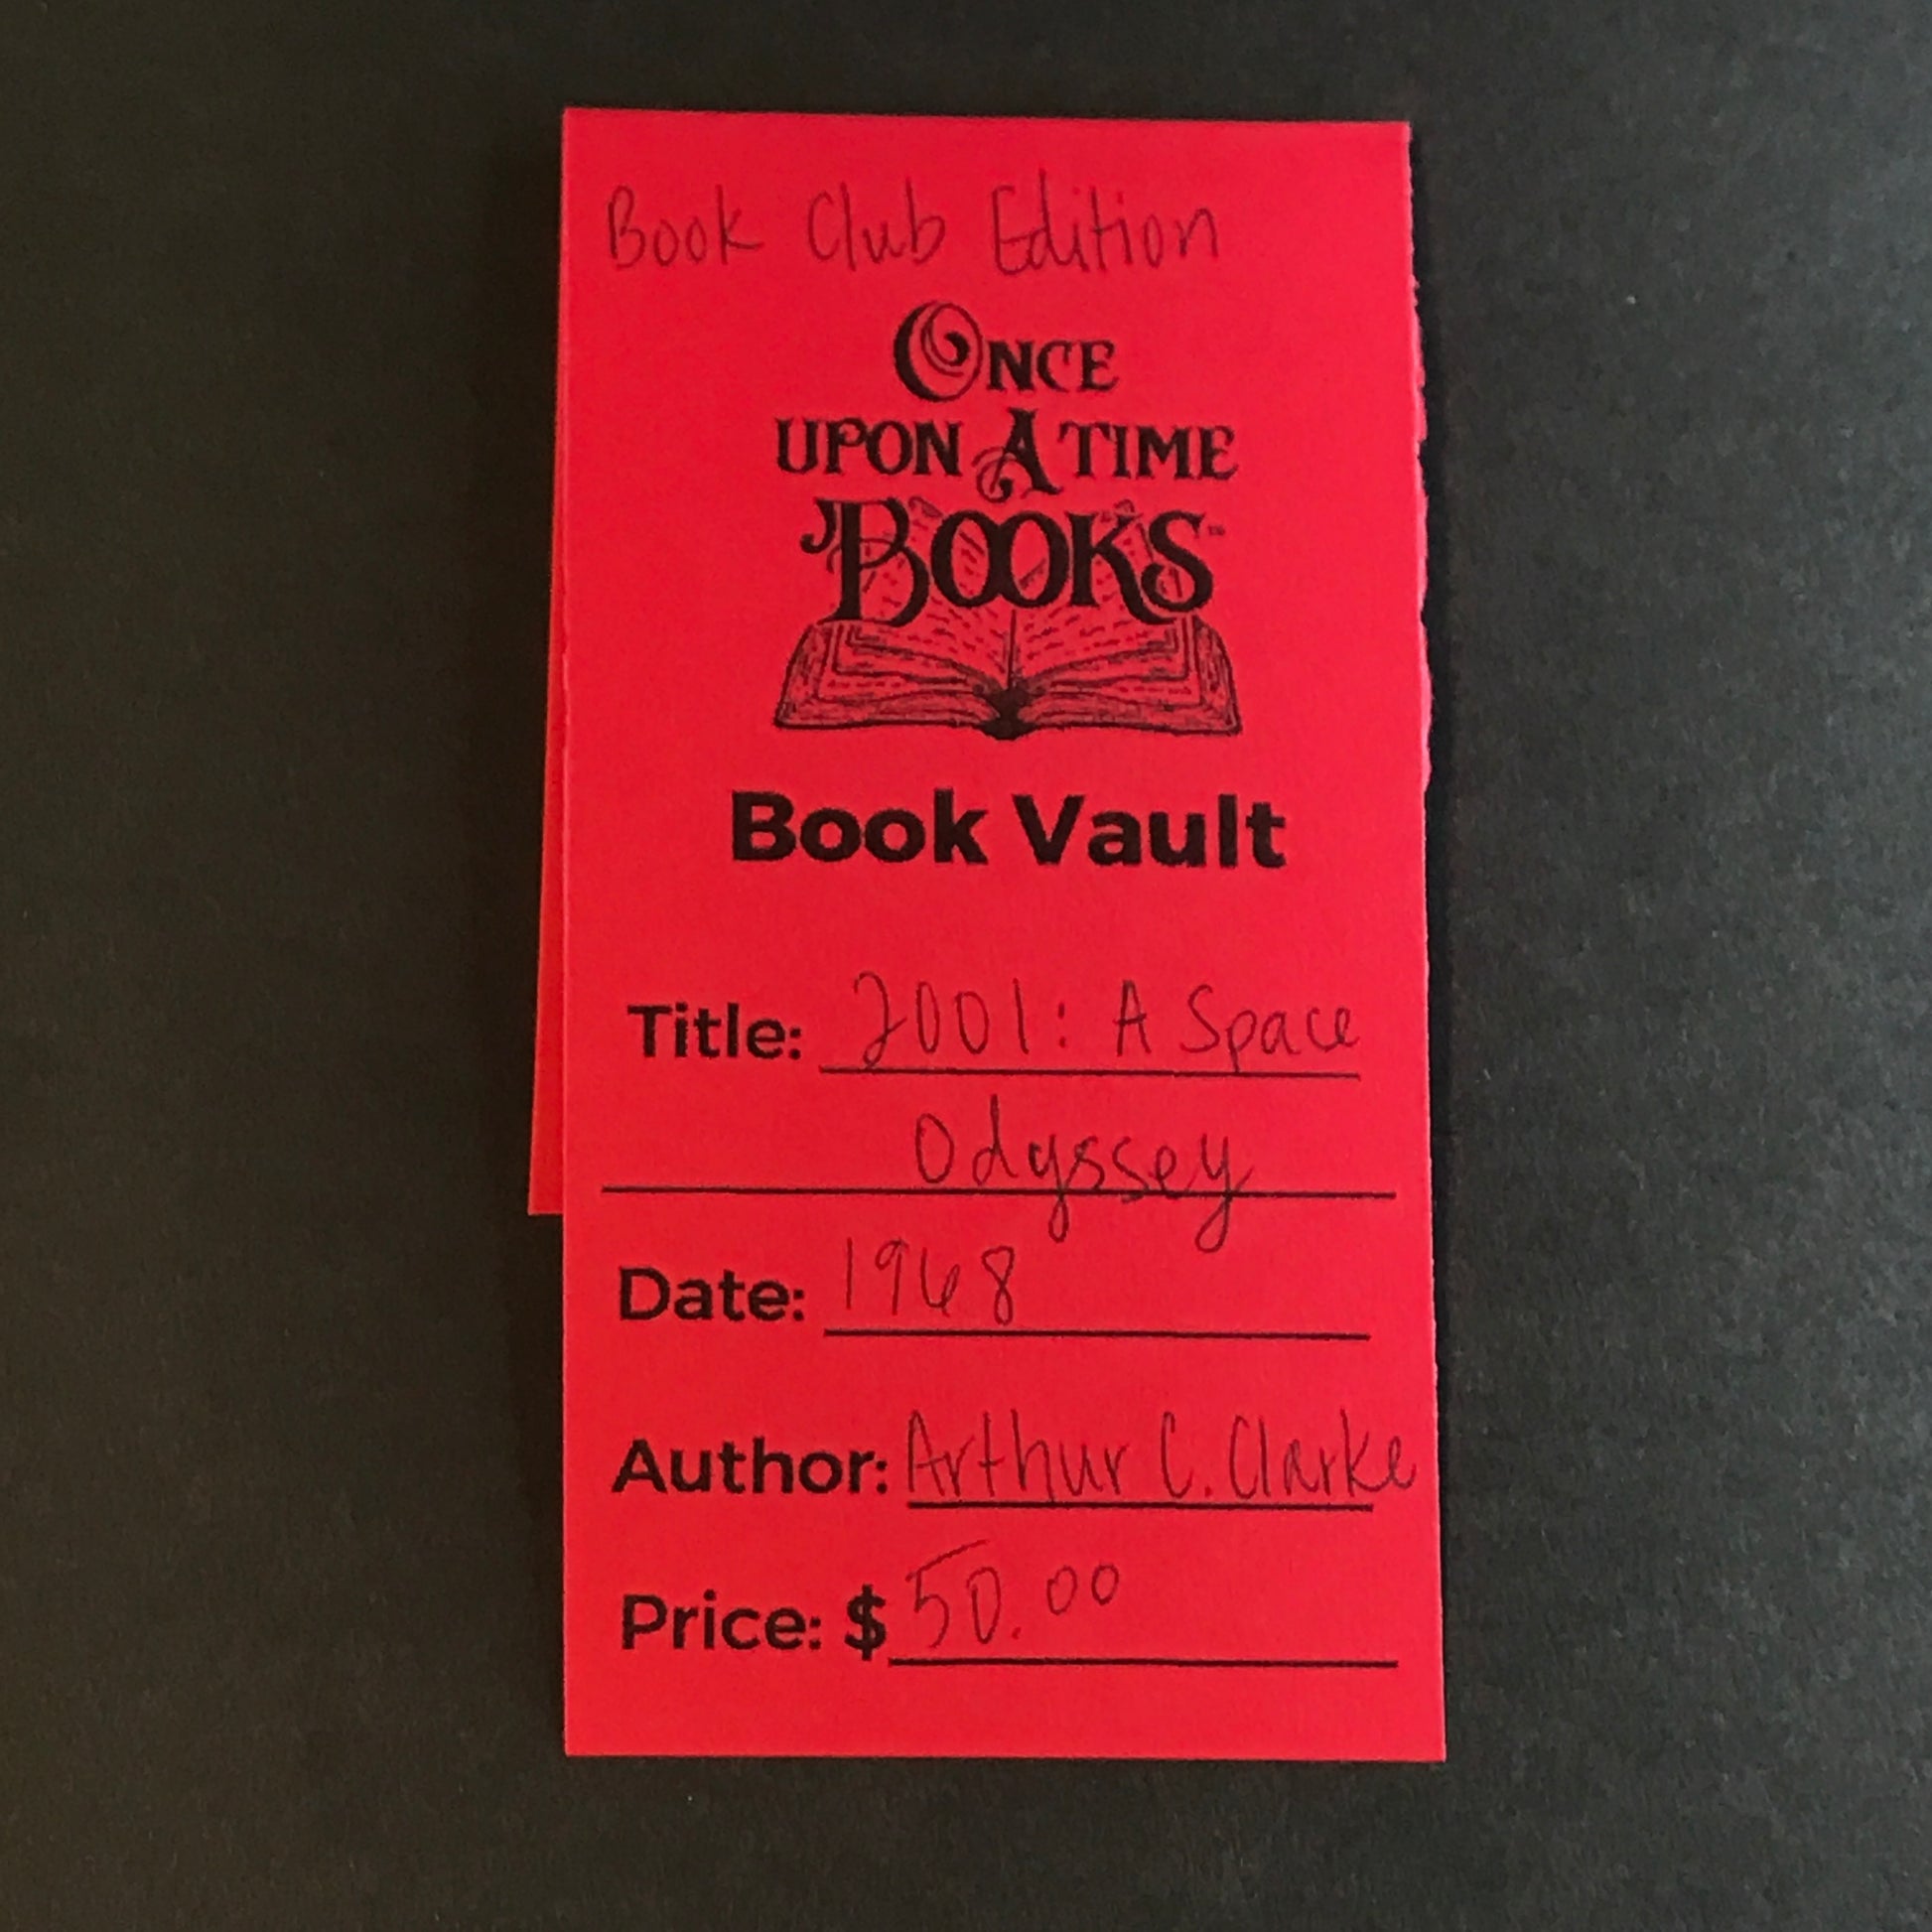 Book Club Edition
ONCE
UPON A TIME
BOOKS™
Book Vault
Title: 2001: A Space
Odyssey
Date: 1968
Author: Arthur C. Clarke
Price: $50.00